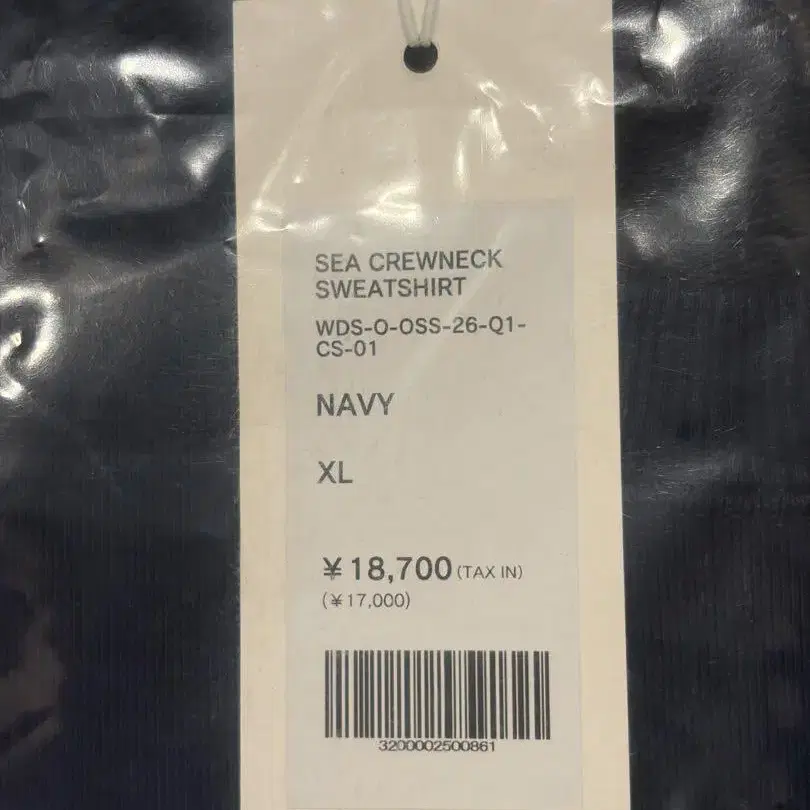 SEA CREWNECK
SWEATSHIRT
WDS-O-OSS-26-Q1-
CS-01
NAVY
XL
¥ 18,700 (TAX IN)
(¥17,000)
3200002500861